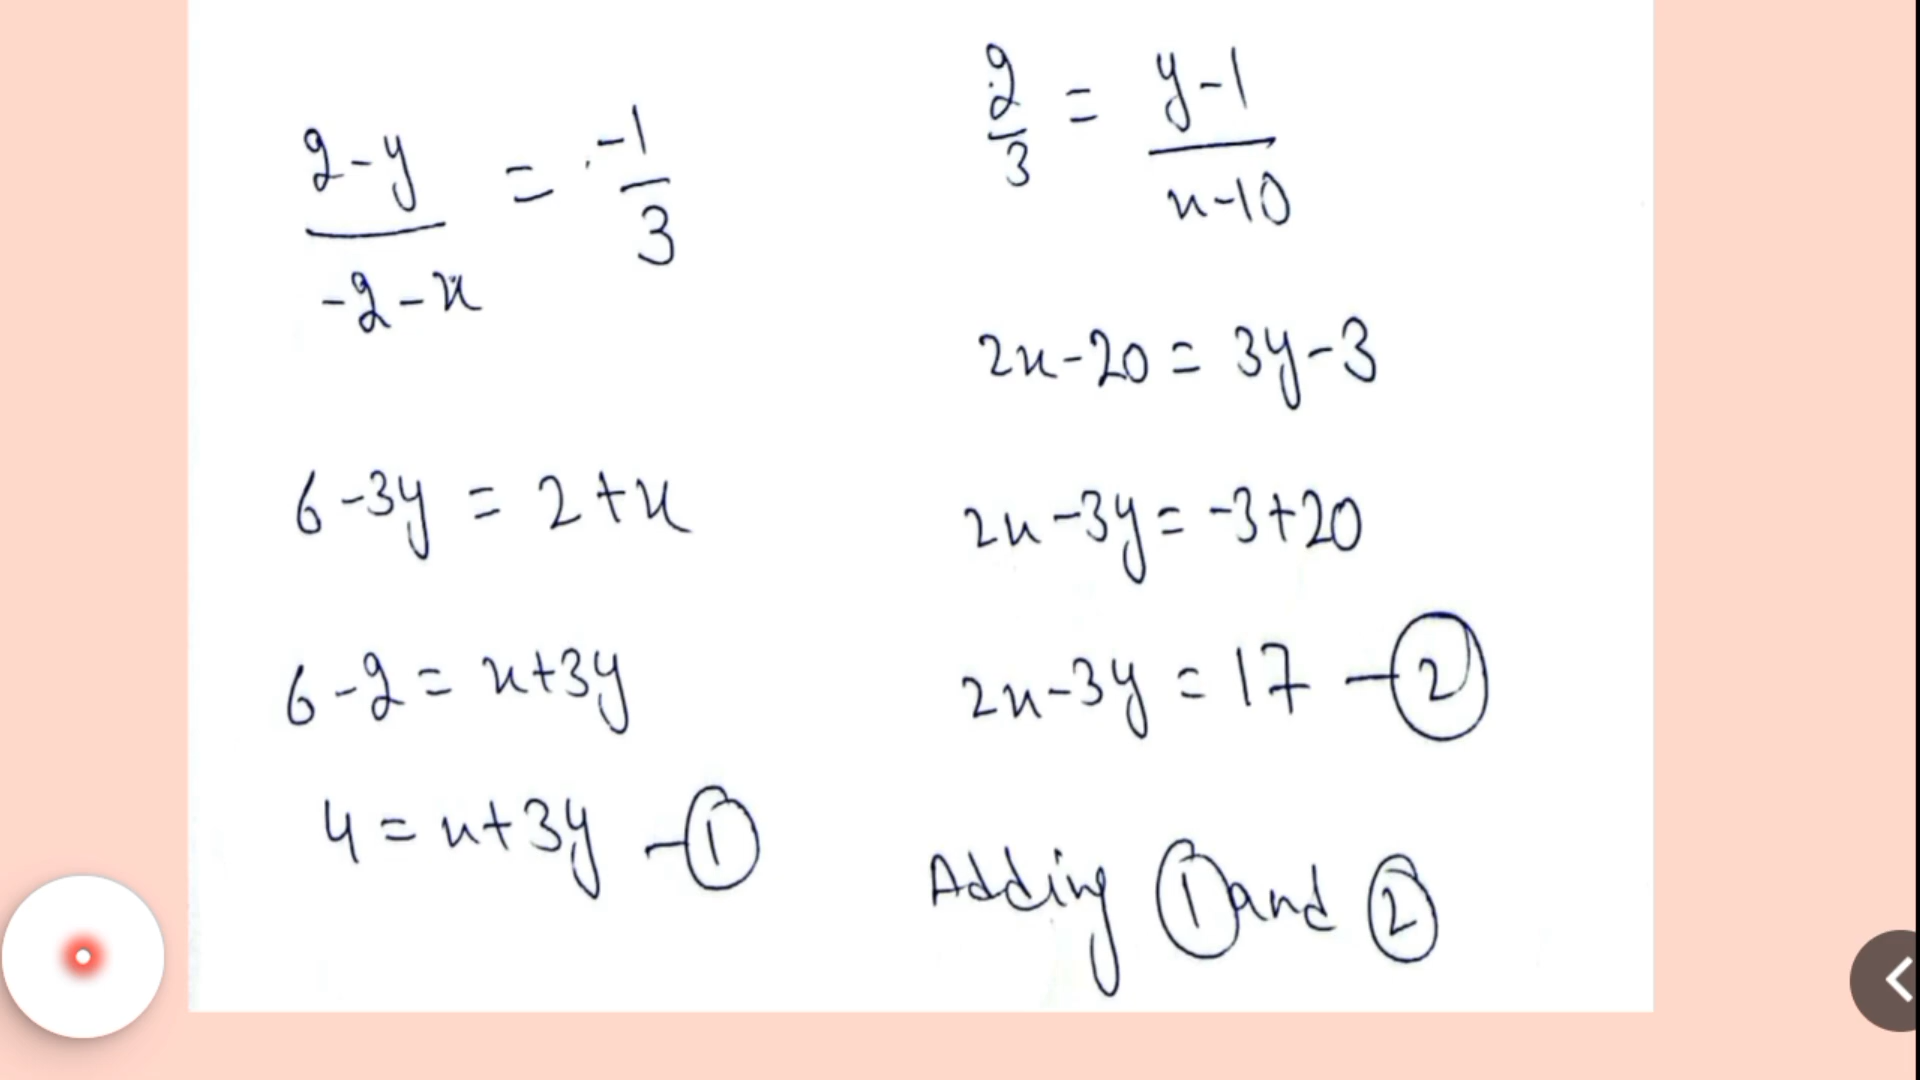 2-y / -2-x = -1/3
6-3y = 2+x
6-2 = x+3y
4 = x+3y -①
2/3 = y-1 / x-10
2x-20 = 3y-3
2x-3y = -3+20
2x-3y = 17 -②
Adding ① and ②